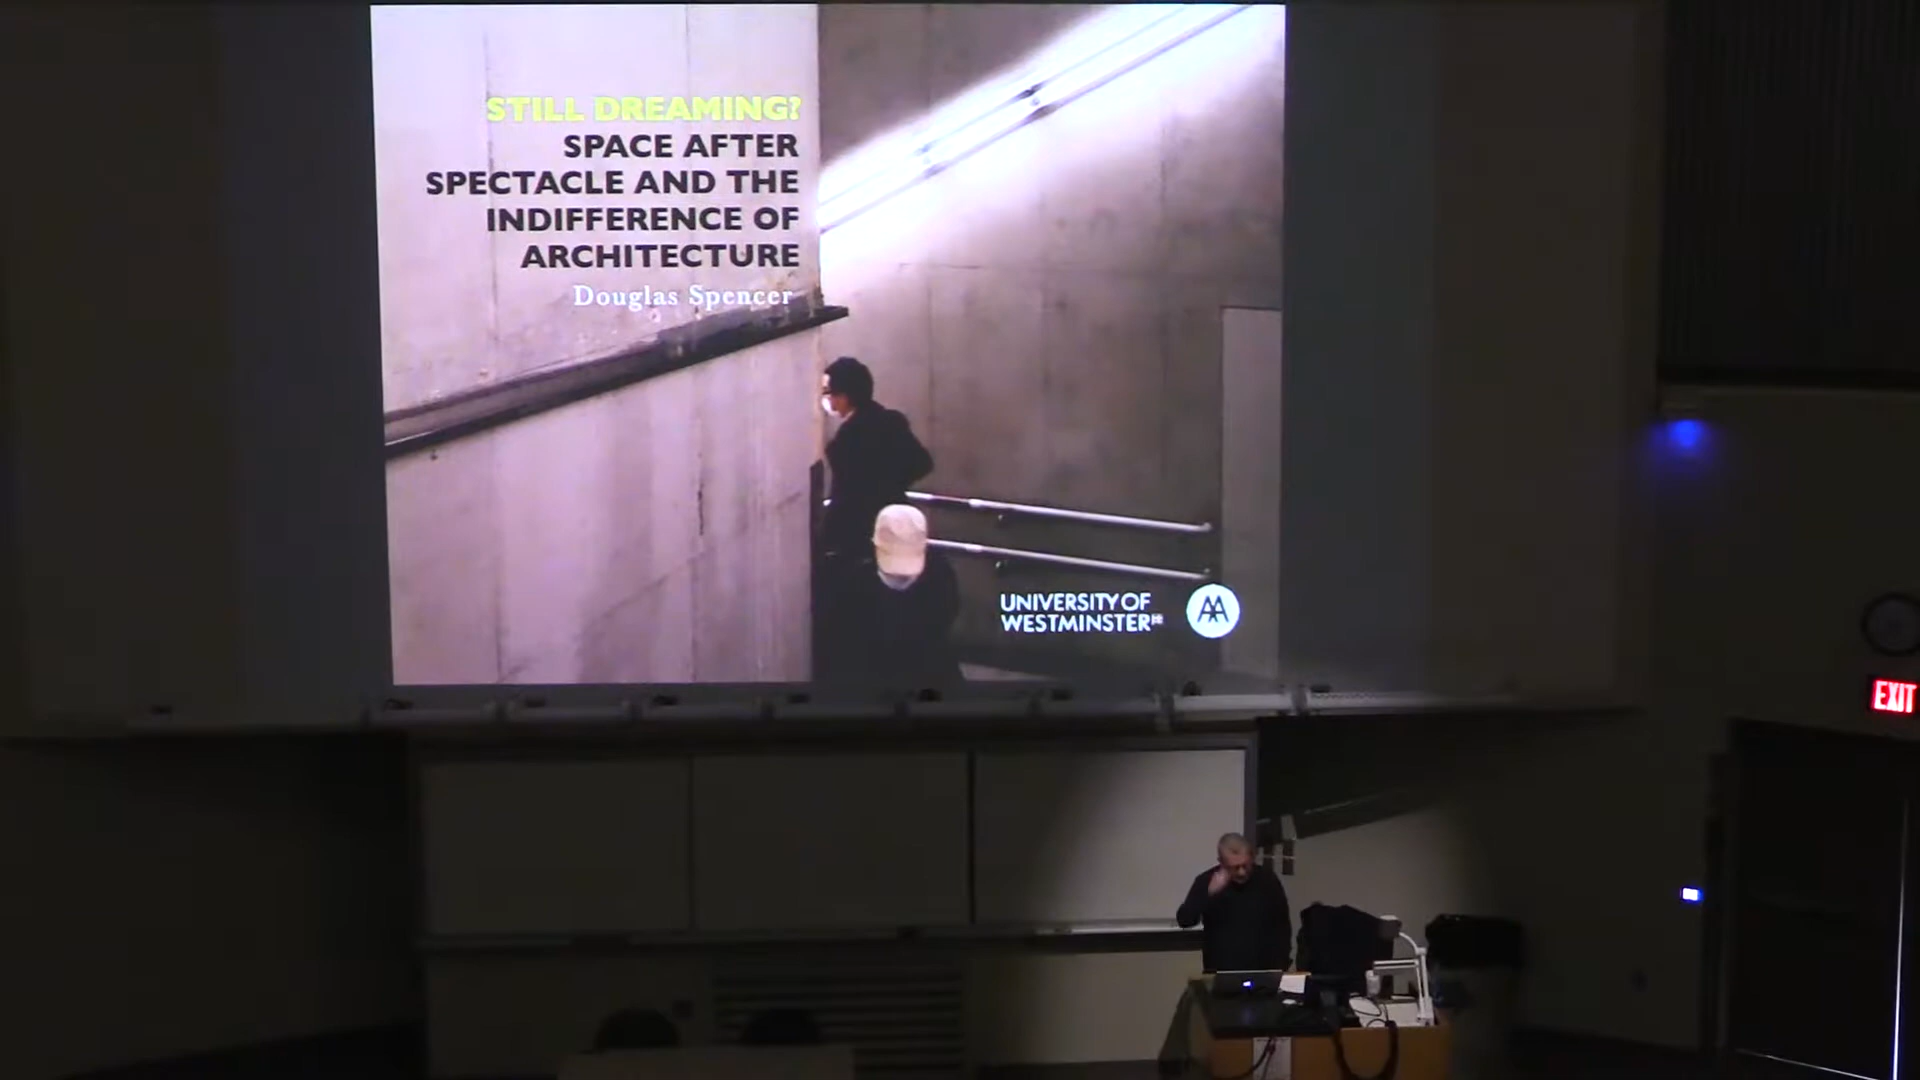 STILL DREAMING?
SPACE AFTER
SPECTACLE AND THE
INDIFFERENCE OF
ARCHITECTURE
Douglas Spencer
UNIVERSITY OF
WESTMINSTER
AA
EXIT